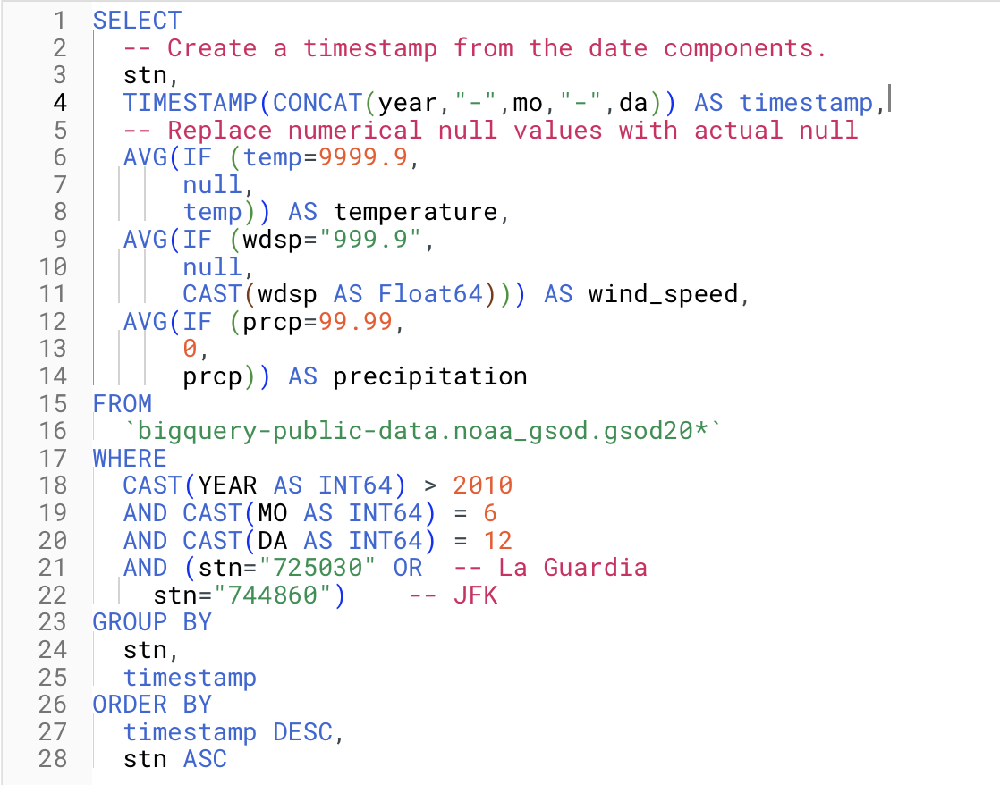 1 SELECT
2 -- Create a timestamp from the date components.
3 stn,
4 TIMESTAMP(CONCAT(year,"-",mo,"-",da)) AS timestamp,
5 -- Replace numerical null values with actual null
6 AVG(IF (temp=9999.9,
7 null,
8 temp)) AS temperature,
9 AVG(IF (wdsp="999.9",
10 null,
11 CAST(wdsp AS Float64))) AS wind_speed,
12 AVG(IF (prcp=99.99,
13 0,
14 prcp)) AS precipitation
15 FROM
16 `bigquery-public-data.noaa_gsod.gsod20*`
17 WHERE
18 CAST(YEAR AS INT64) > 2010
19 AND CAST(MO AS INT64) = 6
20 AND CAST(DA AS INT64) = 12
21 AND (stn="725030" OR -- La Guardia
22 stn="744860") -- JFK
23 GROUP BY
24 stn,
25 timestamp
26 ORDER BY
27 timestamp DESC,
28 stn ASC